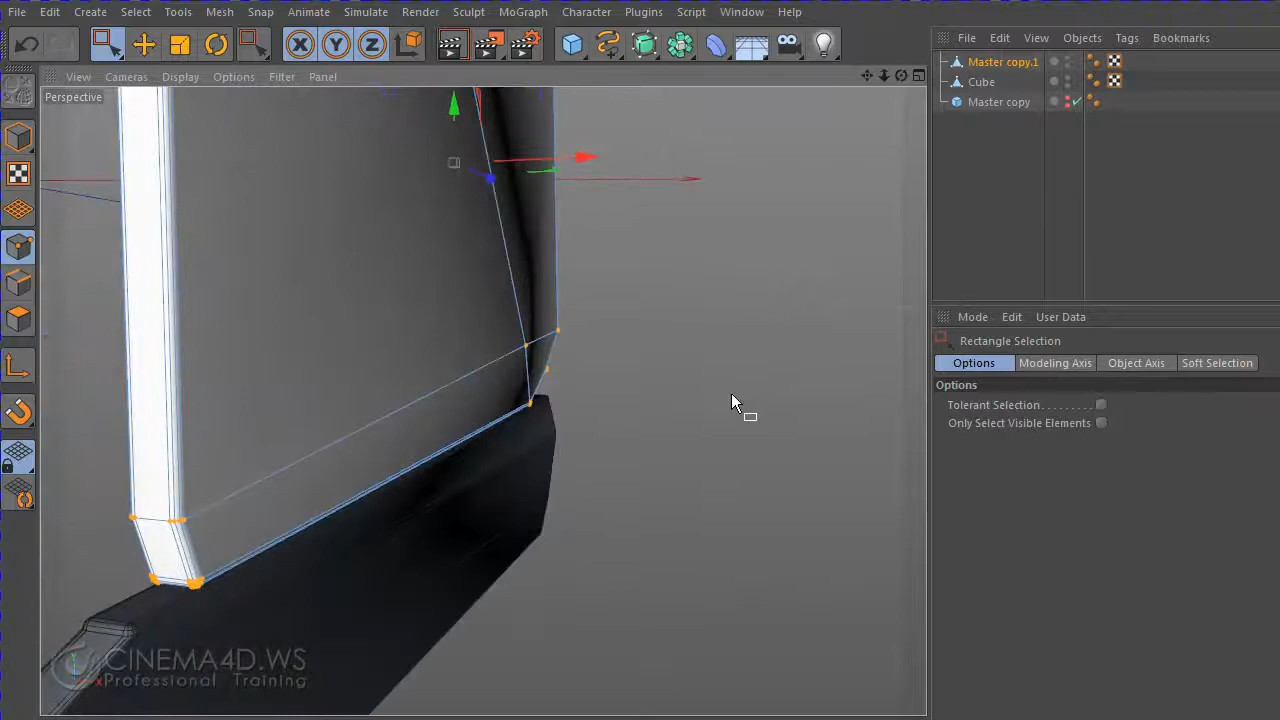 File Edit Create Select Tools Mesh Snap Animate Simulate Render Sculpt MoGraph Character Plugins Script Window Help
X Y Z
View Cameras Display Options Filter Panel
Perspective
CINEMA4D.WS
Professional Training
File Edit View Objects Tags Bookmarks
Master copy.1
Cube
Master copy
Mode Edit User Data
Rectangle Selection
Options Modeling Axis Object Axis Soft Selection
Options
Tolerant Selection . . . . . . . . .
Only Select Visible Elements